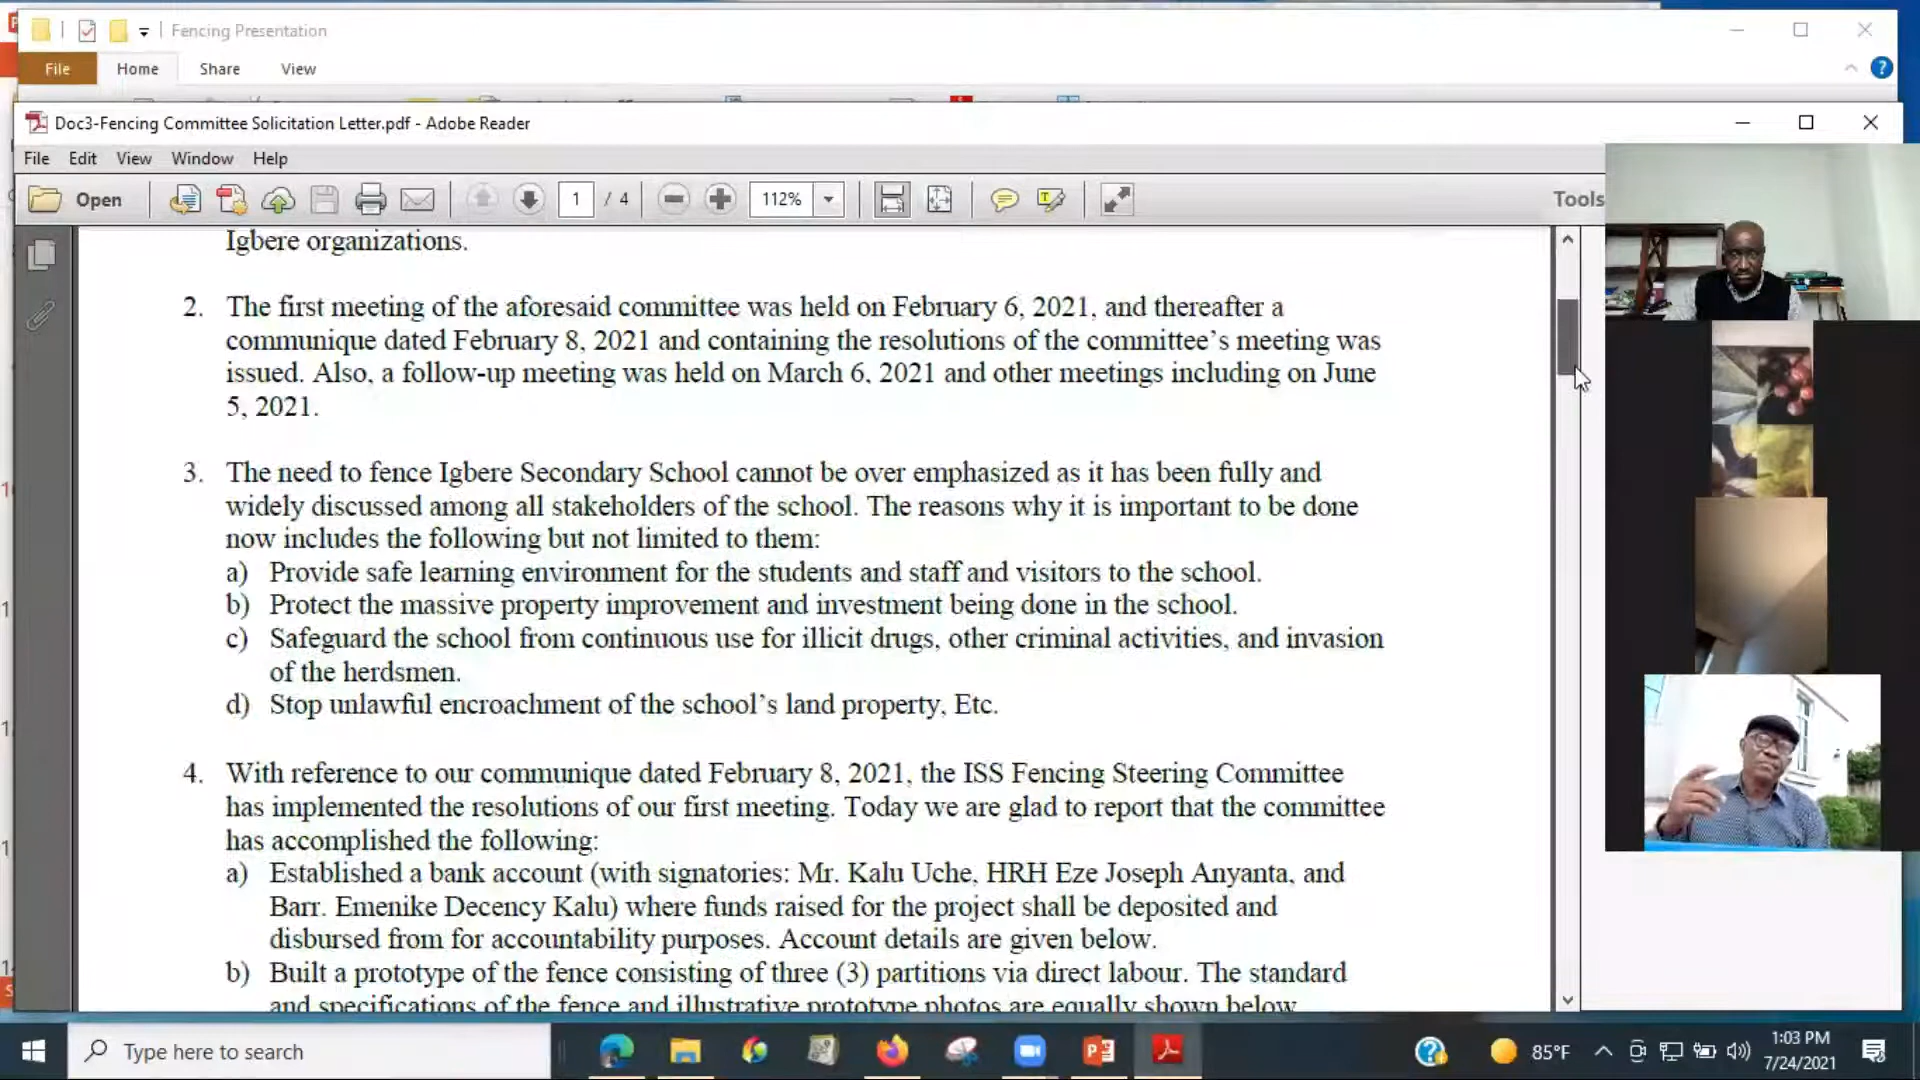 Fencing Presentation
File Home Share View
Doc3-Fencing Committee Solicitation Letter.pdf - Adobe Reader
File Edit View Window Help
Open 1 / 4 112% Tools
Igbere organizations.
2. The first meeting of the aforesaid committee was held on February 6, 2021, and thereafter a
communique dated February 8, 2021 and containing the resolutions of the committee’s meeting was
issued. Also, a follow-up meeting was held on March 6, 2021 and other meetings including on June
5, 2021.
3. The need to fence Igbere Secondary School cannot be over emphasized as it has been fully and
widely discussed among all stakeholders of the school. The reasons why it is important to be done
now includes the following but not limited to them:
a) Provide safe learning environment for the students and staff and visitors to the school.
b) Protect the massive property improvement and investment being done in the school.
c) Safeguard the school from continuous use for illicit drugs, other criminal activities, and invasion
of the herdsmen.
d) Stop unlawful encroachment of the school’s land property, Etc.
4. With reference to our communique dated February 8, 2021, the ISS Fencing Steering Committee
has implemented the resolutions of our first meeting. Today we are glad to report that the committee
has accomplished the following:
a) Established a bank account (with signatories: Mr. Kalu Uche, HRH Eze Joseph Anyanta, and
Barr. Emenike Decency Kalu) where funds raised for the project shall be deposited and
disbursed from for accountability purposes. Account details are given below.
b) Built a prototype of the fence consisting of three (3) partitions via direct labour. The standard
and specifications of the fence and illustrative prototype photos are equally shown below
Type here to search
85°F
1:03 PM
7/24/2021